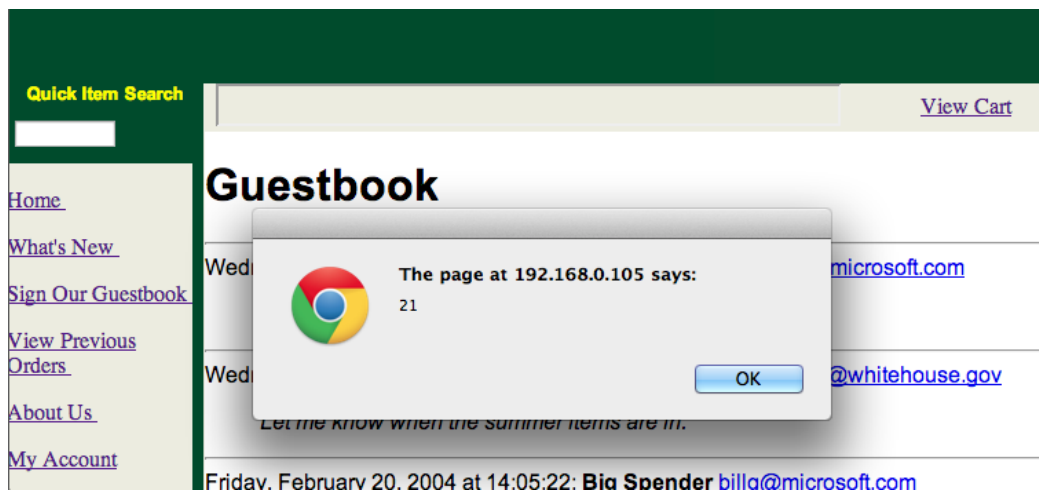 Quick Item Search
View Cart
Home
What's New
Sign Our Guestbook
View Previous
Orders
About Us
My Account
Guestbook
The page at 192.168.0.105 says:
21
OK
microsoft.com
@whitehouse.gov
Let me know when the summer items are in.
Friday, February 20, 2004 at 14:05:22: Big Spender billg@microsoft.com